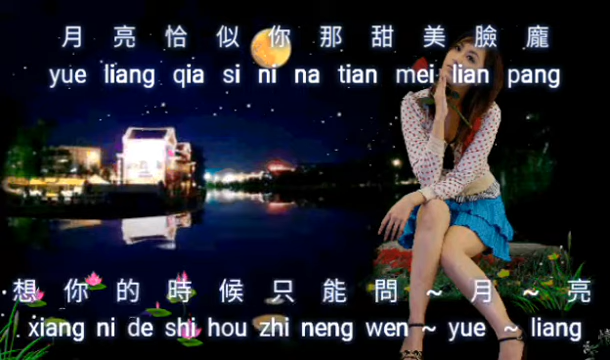 月 亮 恰 似 你 那 甜 美 臉 龐
yue liang qia si ni na tian mei lian pang
想 你 的 時 候 只 能 問 ~ 月 ~ 亮
xiang ni de shi hou zhi neng wen ~ yue ~ liang